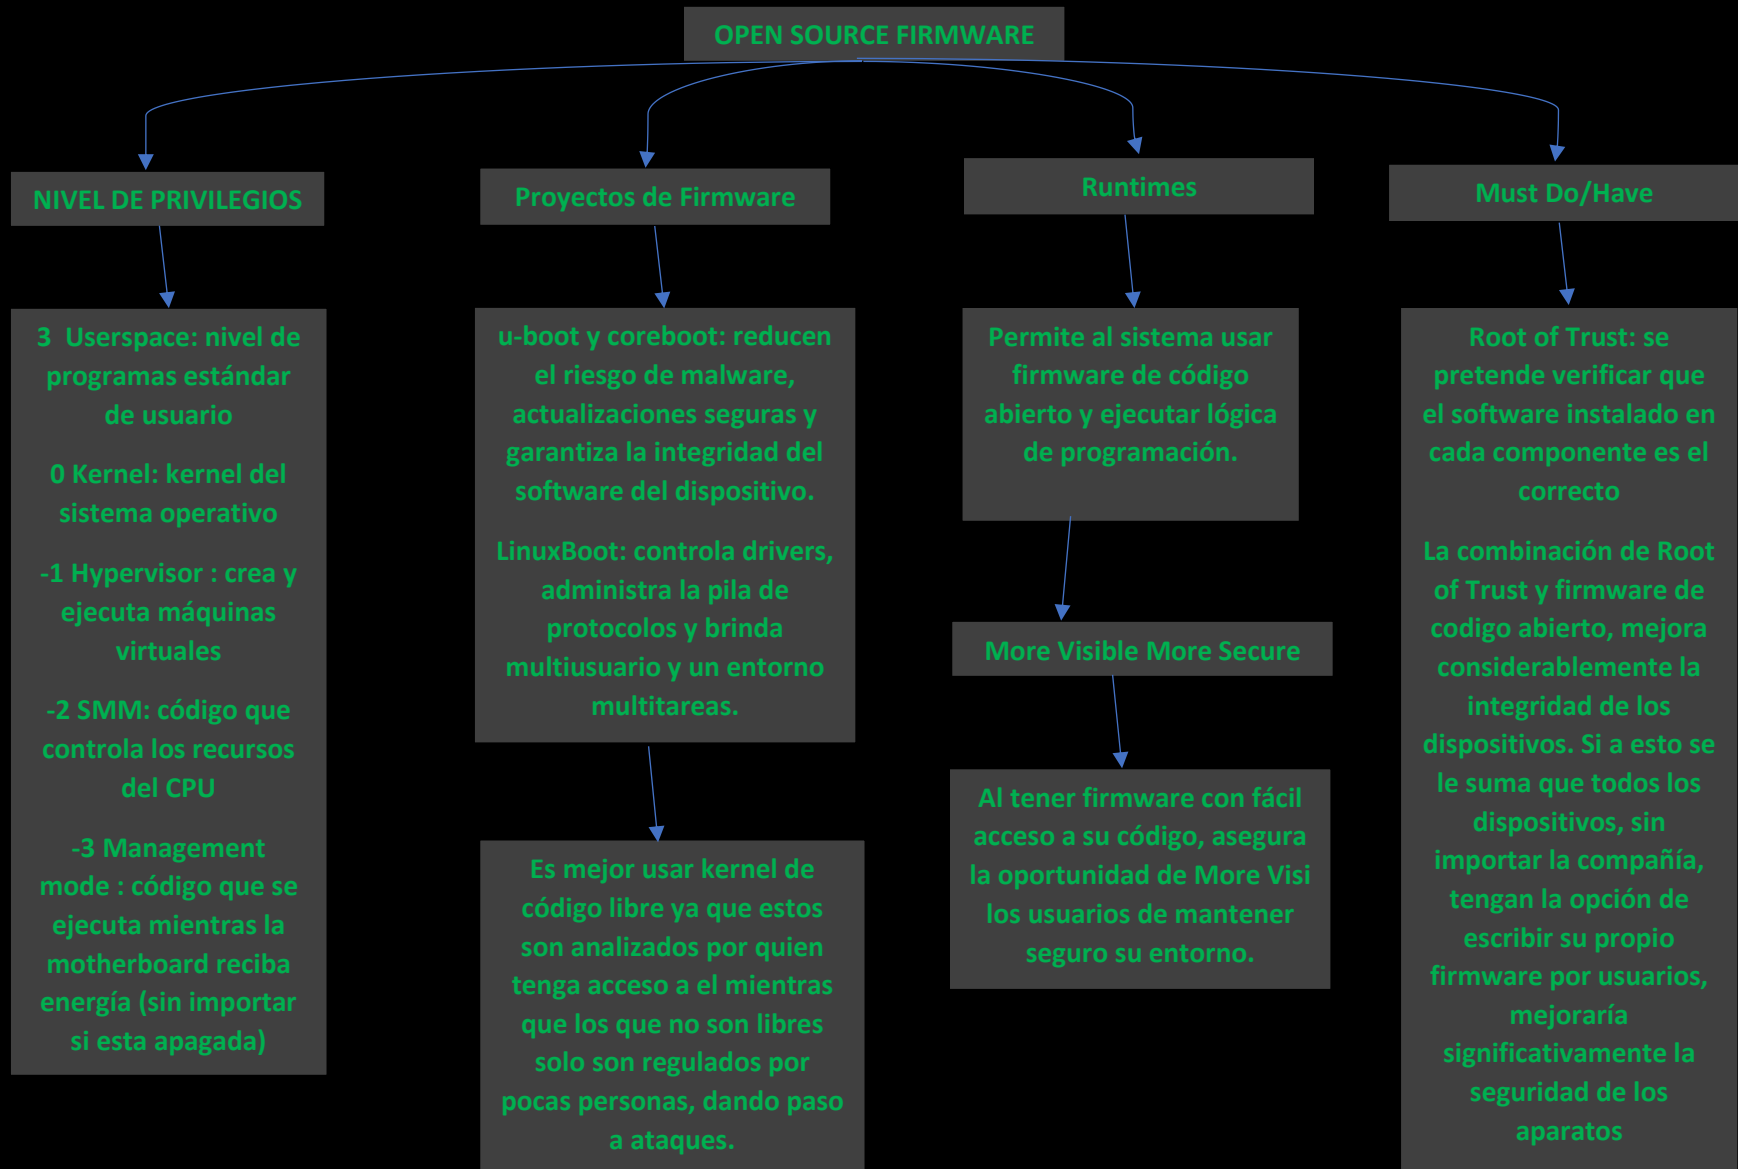 OPEN SOURCE FIRMWARE
NIVEL DE PRIVILEGIOS
3  Userspace: nivel de
programas estándar
de usuario
0 Kernel: kernel del
sistema operativo
-1 Hypervisor : crea y
ejecuta máquinas
virtuales
-2 SMM: código que
controla los recursos
del CPU
-3 Management
mode : código que se
ejecuta mientras la
motherboard reciba
energía (sin importar
si esta apagada)
Proyectos de Firmware
u-boot y coreboot: reducen
el riesgo de malware,
actualizaciones seguras y
garantiza la integridad del
software del dispositivo.
LinuxBoot: controla drivers,
administra la pila de
protocolos y brinda
multiusuario y un entorno
multitareas.
Es mejor usar kernel de
código libre ya que estos
son analizados por quien
tenga acceso a el mientras
que los que no son libres
solo son regulados por
pocas personas, dando paso
a ataques.
Runtimes
Permite al sistema usar
firmware de código
abierto y ejecutar lógica
de programación.
More Visible More Secure
Al tener firmware con fácil
acceso a su código, asegura
la oportunidad de More Visi
los usuarios de mantener
seguro su entorno.
Must Do/Have
Root of Trust: se
pretende verificar que
el software instalado en
cada componente es el
correcto
La combinación de Root
of Trust y firmware de
codigo abierto, mejora
considerablemente la
integridad de los
dispositivos. Si a esto se
le suma que todos los
dispositivos, sin
importar la compañía,
tengan la opción de
escribir su propio
firmware por usuarios,
mejoraría
significativamente la
seguridad de los
aparatos